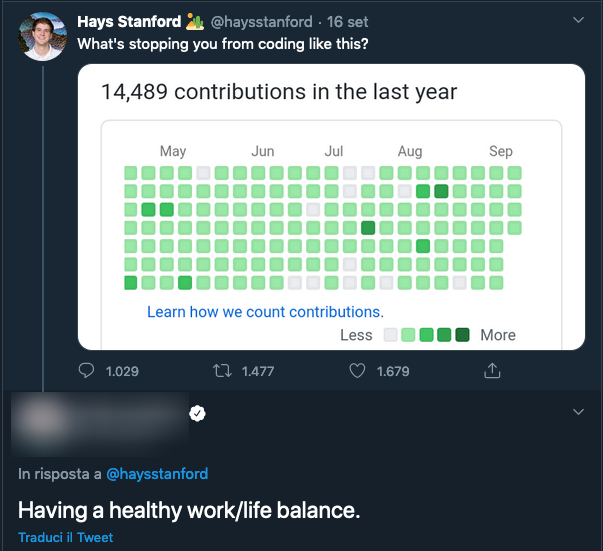 Hays Stanford @haysstanford · 16 set
What's stopping you from coding like this?
14,489 contributions in the last year
May Jun Jul Aug Sep
Learn how we count contributions.
Less More
1.029 1.477 1.679
In risposta a @haysstanford
Having a healthy work/life balance.
Traduci il Tweet